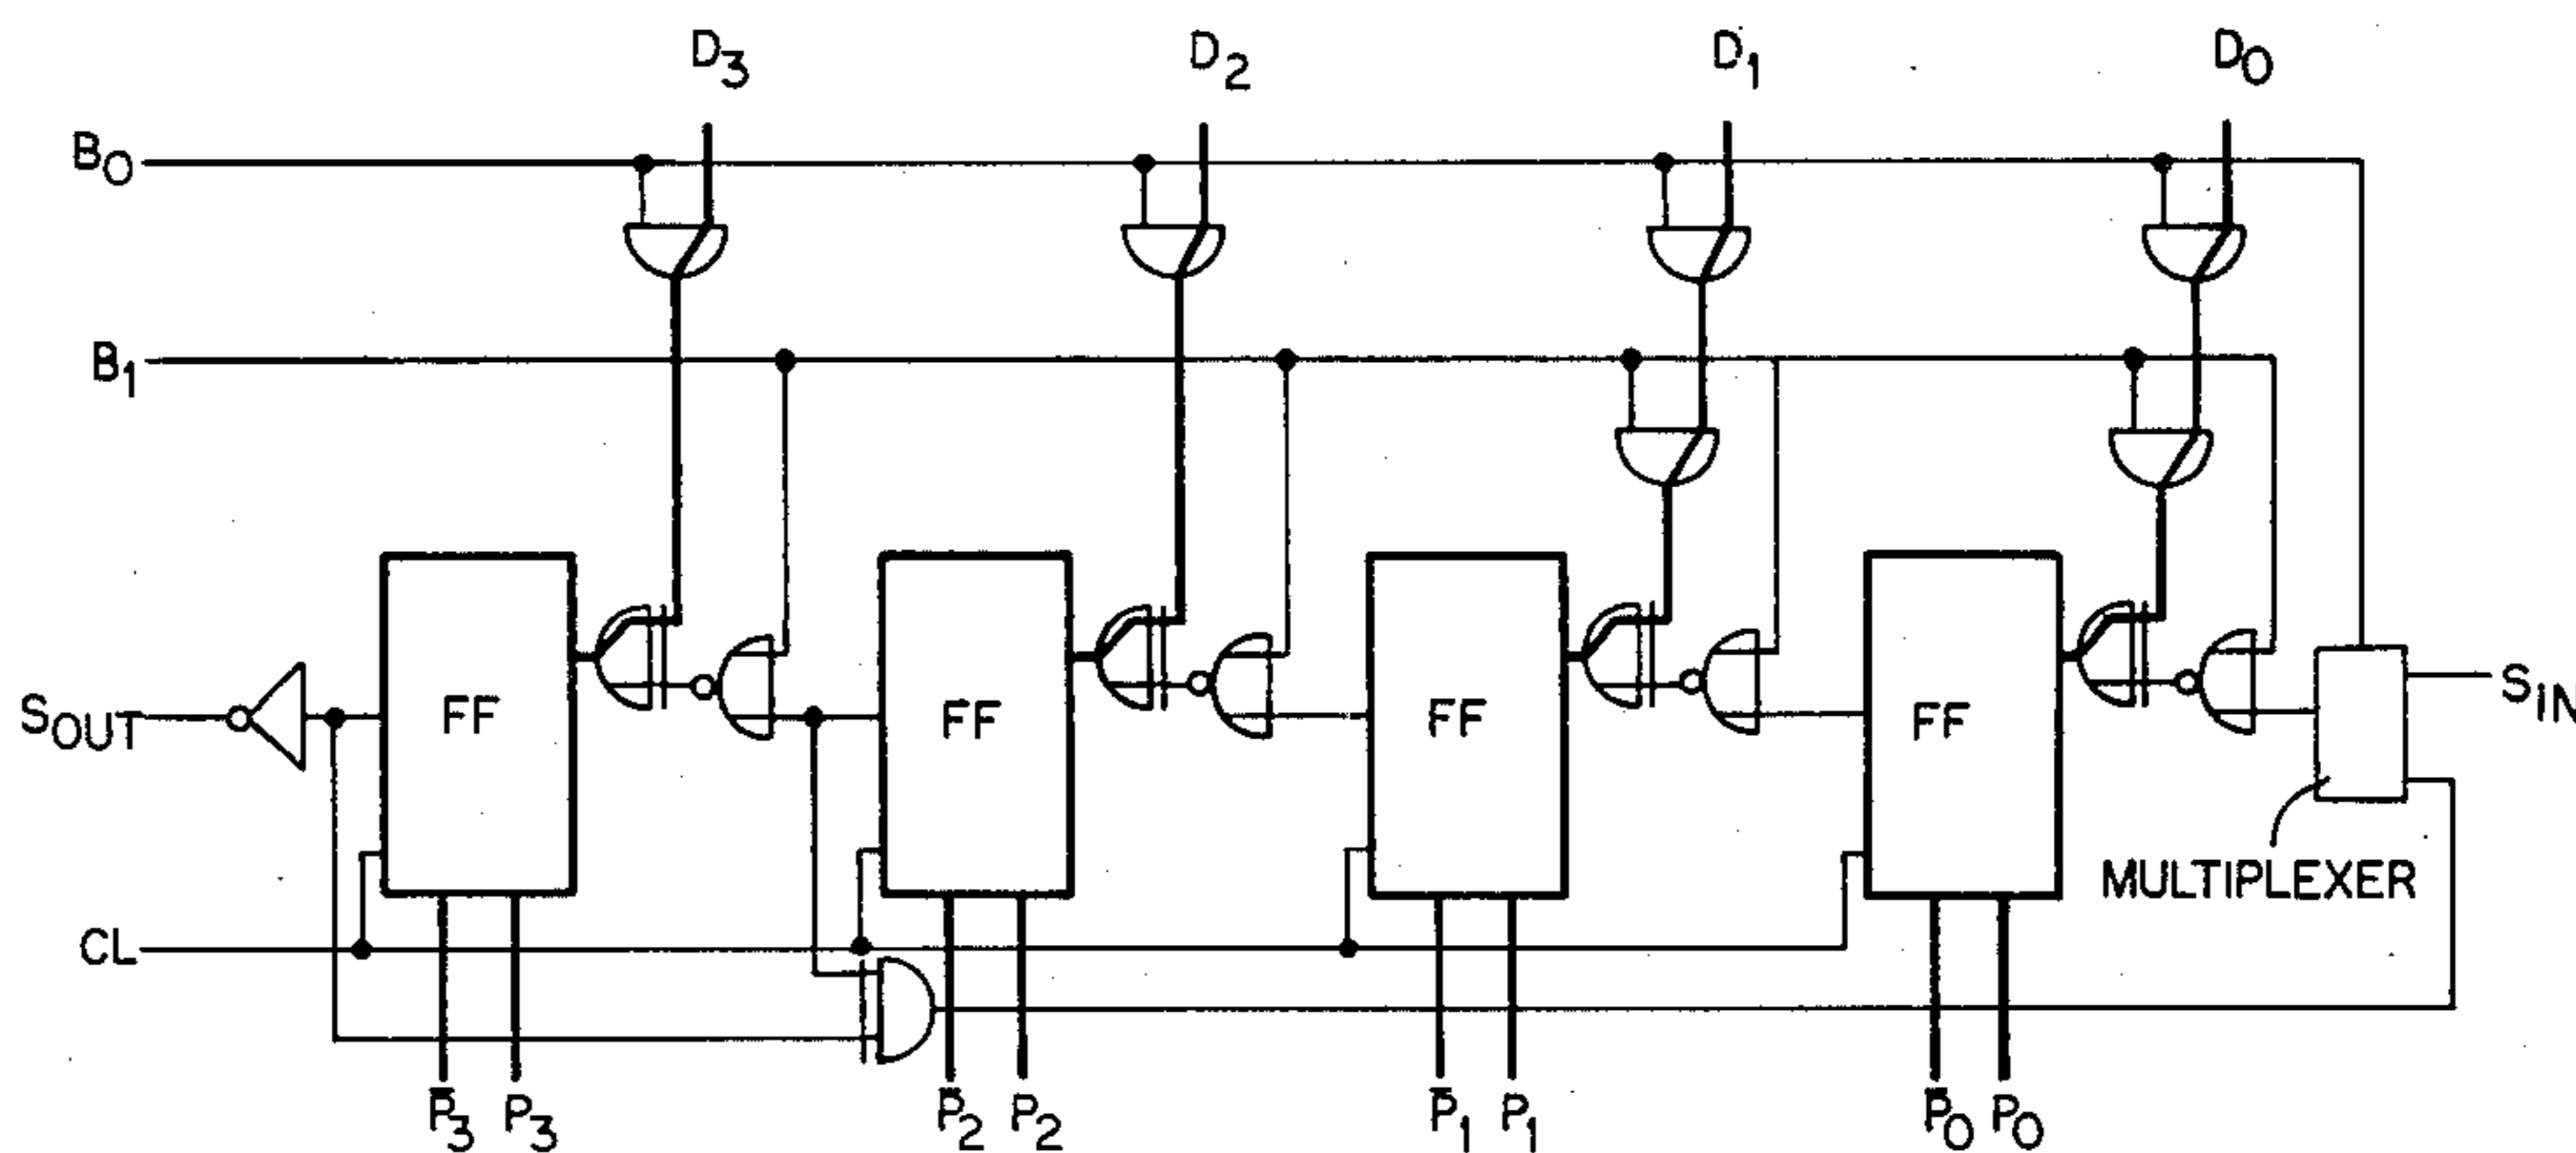 D3 D2 D1 D0
B0
B1
FF FF FF FF
SOUT SIN
MULTIPLEXER
CL
P̅3 P3 P̅2 P2 P̅1 P1 P̅0 P0